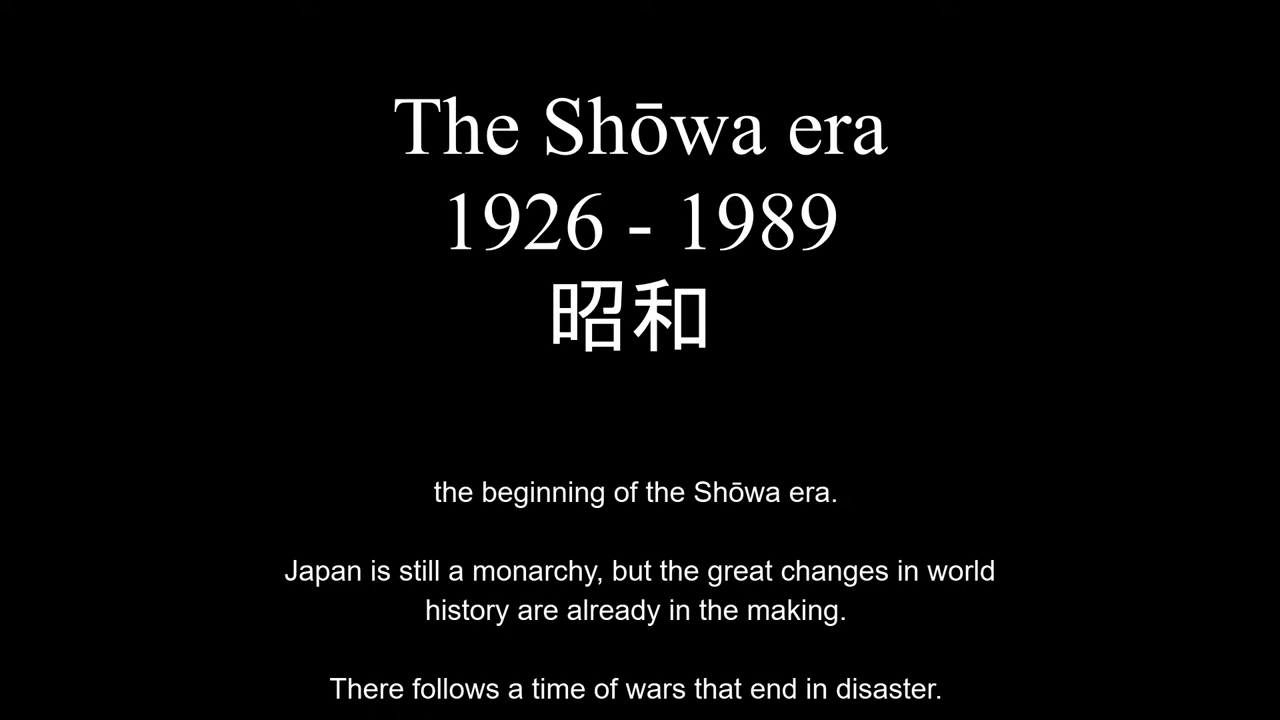 The Shōwa era
1926 - 1989
昭和
the beginning of the Shōwa era.
Japan is still a monarchy, but the great changes in world
history are already in the making.
There follows a time of wars that end in disaster.